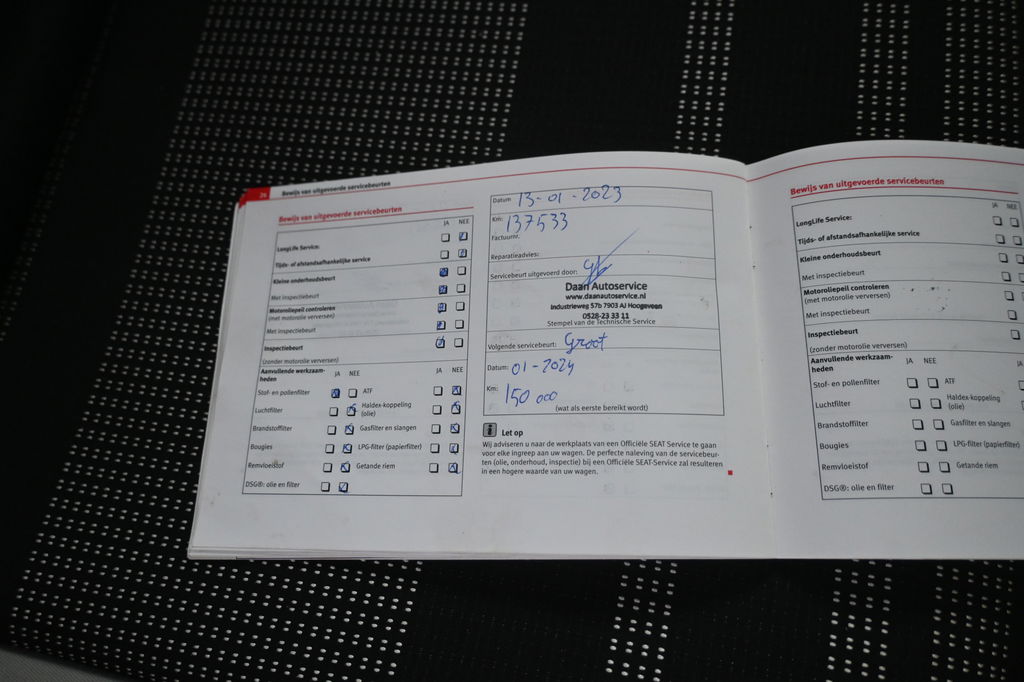 26 Bewijs van uitgevoerde servicebeurten
Bewijs van uitgevoerde servicebeurten
JA NEE
LongLife Service:
Tijds- of afstandsafhankelijke service
Kleine onderhoudsbeurt
Met inspectiebeurt
Motoroliepeil controleren
(met motorolie verversen)
Met inspectiebeurt
Inspectiebeurt
(zonder motorolie verversen)
Aanvullende werkzaam-
heden
JA NEE JA NEE
Stof- en pollenfilter ATF
Luchtfilter Haldex-koppeling
(olie)
Brandstoffilter Gasfilter en slangen
Bougies LPG-filter (papierfilter)
Remvloeistof Getande riem
DSG®: olie en filter
Datum 13-01-2023
Km: 137533
Factuurnr.
Reparatieadvies:
Servicebeurt uitgevoerd door:
Daan Autoservice
www.daanautoservice.nl
Industrieweg 57b 7903 AJ Hoogeveen
0528-23 33 11
Stempel van de Technische Service
Volgende servicebeurt: Groot
Datum: 01-2024
Km: 150 000
(wat als eerste bereikt wordt)
i Let op
Wij adviseren u naar de werkplaats van een Officiële SEAT Service te gaan
voor elke ingreep aan uw wagen. De perfecte naleving van de servicebeur-
ten (olie, onderhoud, inspectie) bij een Officiële SEAT-Service zal resulteren
in een hogere waarde van uw wagen.
Bewijs van uitgevoerde servicebeurten
JA NEE
LongLife Service:
Tijds- of afstandsafhankelijke service
Kleine onderhoudsbeurt
Met inspectiebeurt
Motoroliepeil controleren
(met motorolie verversen)
Met inspectiebeurt
Inspectiebeurt
(zonder motorolie verversen)
Aanvullende werkzaam-
heden
JA NEE
Stof- en pollenfilter ATF
Luchtfilter Haldex-koppeling
(olie)
Brandstoffilter Gasfilter en slangen
Bougies LPG-filter (papierfilter)
Remvloeistof Getande riem
DSG®: olie en filter